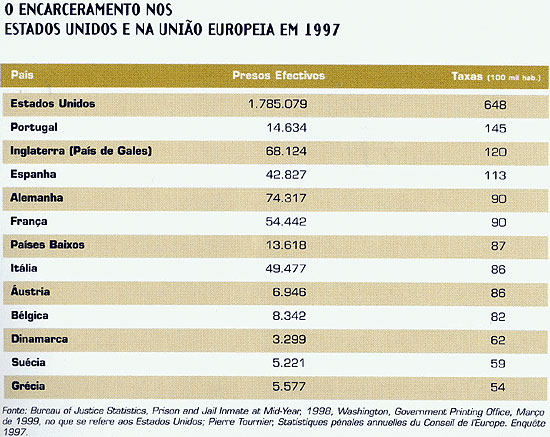 O ENCARCERAMENTO NOS
ESTADOS UNIDOS E NA UNIÃO EUROPEIA EM 1997
País Presos Efectivos Taxas (100 mil hab.)
Estados Unidos 1.785.079 648
Portugal 14.634 145
Inglaterra (País de Gales) 68.124 120
Espanha 42.827 113
Alemanha 74.317 90
França 54.442 90
Países Baixos 13.618 87
Itália 49.477 86
Áustria 6.946 86
Bélgica 8.342 82
Dinamarca 3.299 62
Suécia 5.221 59
Grécia 5.577 54
Fonte: Bureau of Justice Statistics, Prison and Jail Inmate at Mid-Year, 1998, Washington, Government Printing Office, Março
de 1999, no que se refere aos Estados Unidos; Pierre Tournier, Statistiques pénales annuelles du Conseil de l'Europe. Enquête
1997.